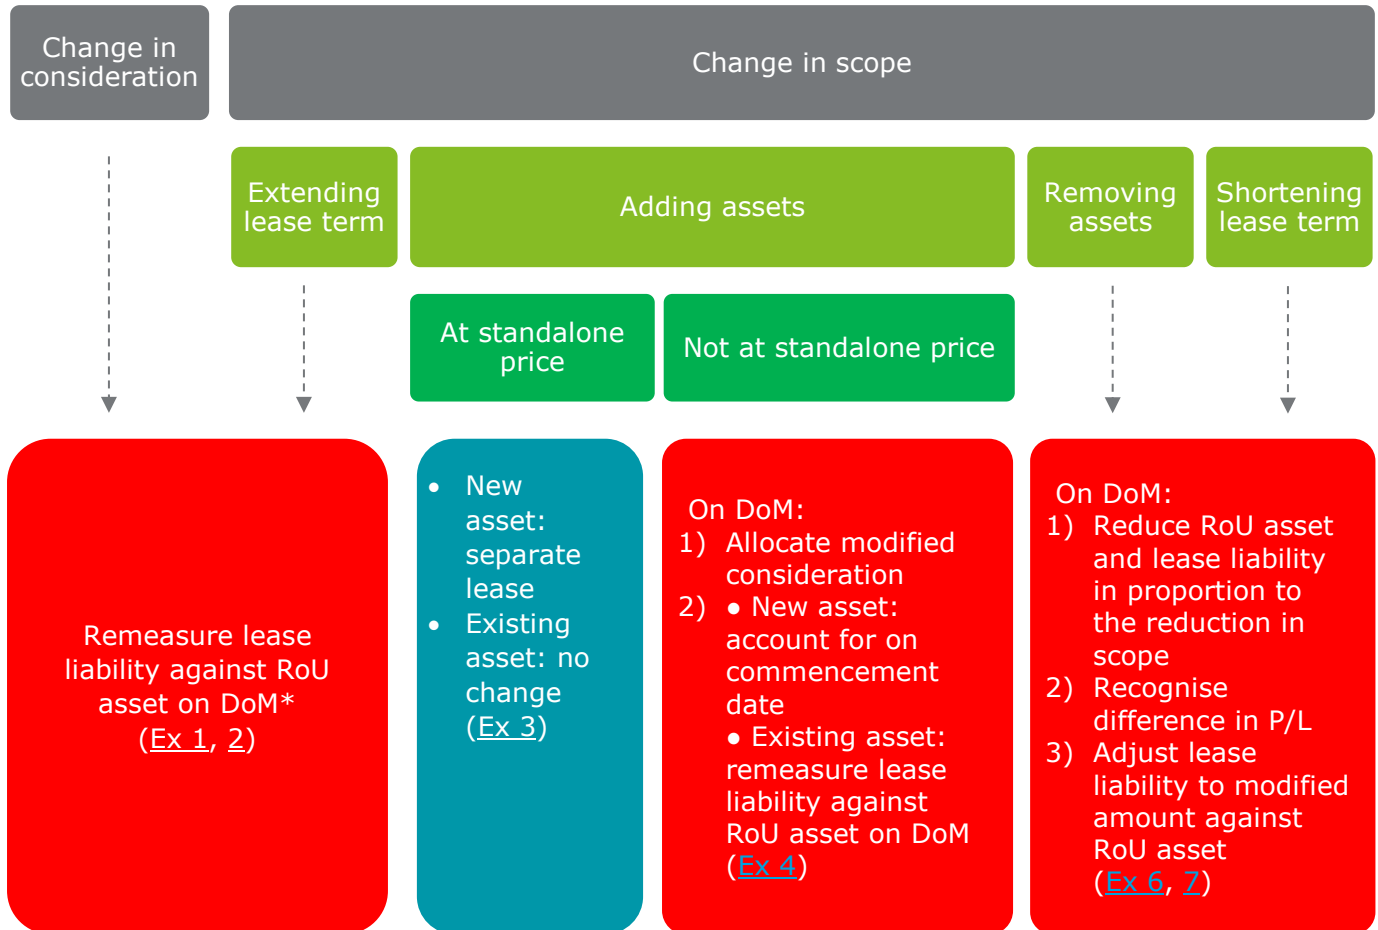 Change in
consideration
Change in scope
Extending
lease term
Adding assets
Removing
assets
Shortening
lease term
At standalone
price
Not at standalone price
Remeasure lease
liability against RoU
asset on DoM*
(Ex 1, 2)
• New
asset:
separate
lease
• Existing
asset: no
change
(Ex 3)
On DoM:
1) Allocate modified
consideration
2) ● New asset:
account for on
commencement
date
● Existing asset:
remeasure lease
liability against
RoU asset on DoM
(Ex 4)
On DoM:
1) Reduce RoU asset
and lease liability
in proportion to
the reduction in
scope
2) Recognise
difference in P/L
3) Adjust lease
liability to modified
amount against
RoU asset
(Ex 6, 7)